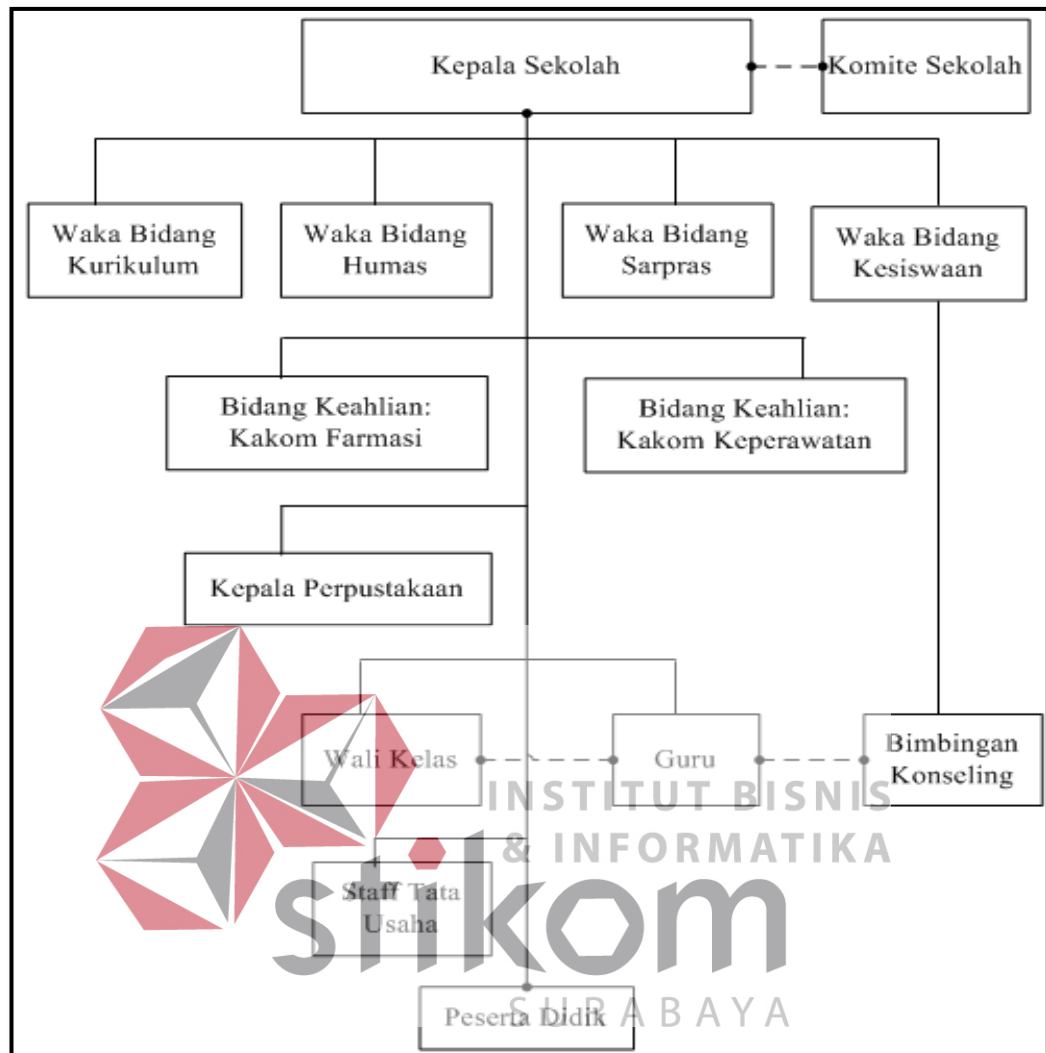 Kepala Sekolah
Komite Sekolah
Waka Bidang
Kurikulum
Waka Bidang
Humas
Waka Bidang
Sarpras
Waka Bidang
Kesiswaan
Bidang Keahlian:
Kakom Farmasi
Bidang Keahlian:
Kakom Keperawatan
Kepala Perpustakaan
Wali Kelas
Guru
Bimbingan
Konseling
INSTITUT BISNIS
& INFORMATIKA
stikom
SURABAYA
Staff Tata
Usaha
Peserta Didik